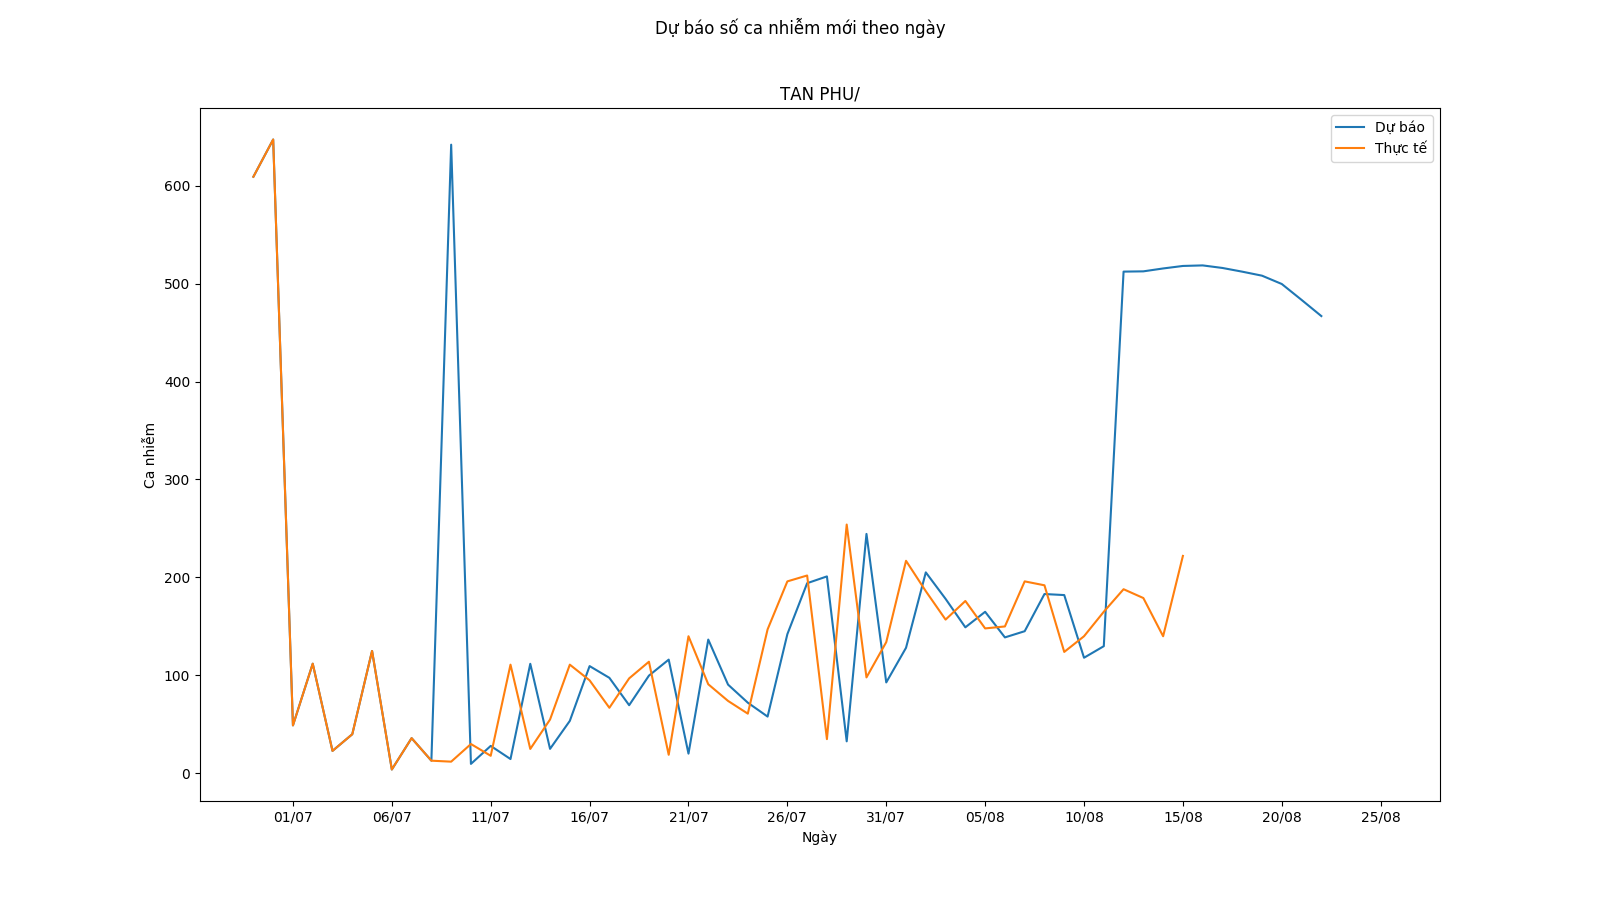 Dự báo số ca nhiễm mới theo ngày
TAN PHU/
Dự báo
Thực tế
600
500
400
300
200
100
0
Ca nhiễm
01/07 06/07 11/07 16/07 21/07 26/07 31/07 05/08 10/08 15/08 20/08 25/08
Ngày